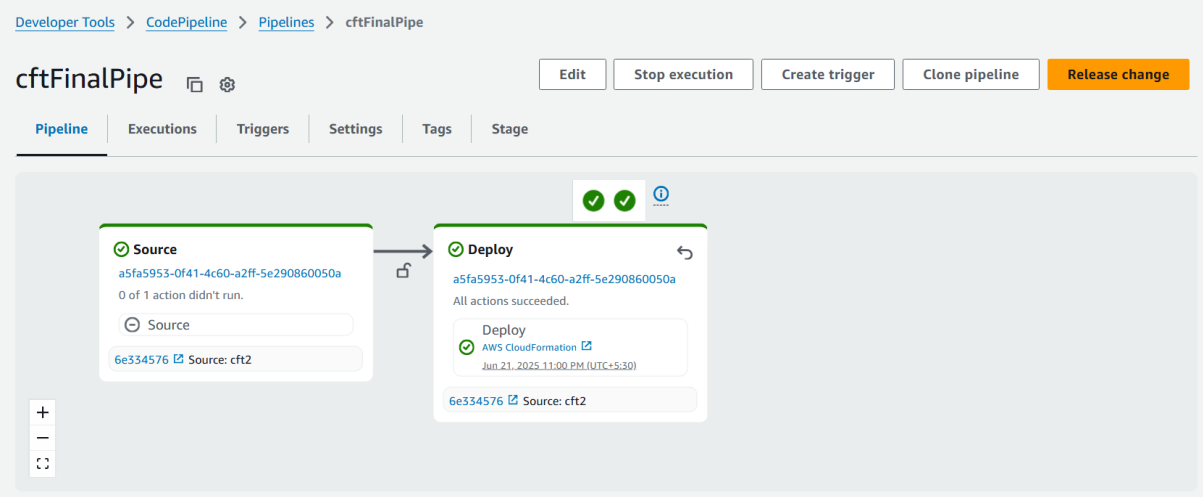 Developer Tools > CodePipeline > Pipelines > cftFinalPipe
cftFinalPipe
Edit Stop execution Create trigger Clone pipeline Release change
Pipeline Executions Triggers Settings Tags Stage
Source
a5fa5953-0f41-4c60-a2ff-5e290860050a
0 of 1 action didn't run.
Source
6e334576 Source: cft2
Deploy
a5fa5953-0f41-4c60-a2ff-5e290860050a
All actions succeeded.
Deploy
AWS CloudFormation
Jun 21, 2025 11:00 PM (UTC+5:30)
6e334576 Source: cft2